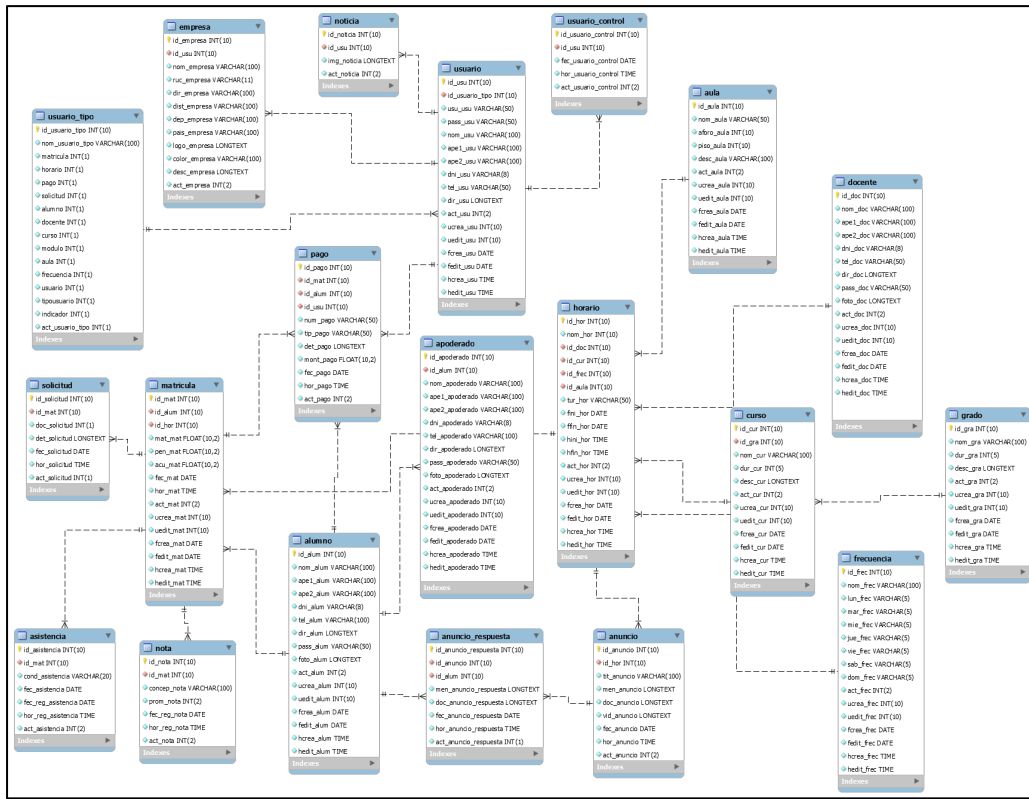 empresa
id_empresa INT(10)
id_usu INT(10)
nom_empresa VARCHAR(100)
ruc_empresa VARCHAR(11)
dir_empresa VARCHAR(100)
dist_empresa VARCHAR(100)
dep_empresa VARCHAR(100)
pais_empresa VARCHAR(100)
logo_empresa LONGTEXT
color_empresa VARCHAR(100)
desc_empresa LONGTEXT
act_empresa INT(2)
Indexes
noticia
id_noticia INT(10)
id_usu INT(10)
img_noticia LONGTEXT
act_noticia INT(2)
Indexes
usuario_control
id_usuario_control INT(10)
id_usu INT(10)
fec_usuario_control DATE
hor_usuario_control TIME
act_usuario_control INT(2)
Indexes
usuario
id_usu INT(10)
id_usuario_tipo INT(10)
usu_usu VARCHAR(50)
pass_usu VARCHAR(50)
nom_usu VARCHAR(100)
ape1_usu VARCHAR(100)
ape2_usu VARCHAR(100)
dni_usu VARCHAR(8)
tel_usu VARCHAR(50)
dir_usu LONGTEXT
act_usu INT(2)
ucrea_usu INT(10)
uedit_usu INT(10)
fcrea_usu DATE
fedit_usu DATE
hcrea_usu TIME
hedit_usu TIME
Indexes
aula
id_aula INT(10)
nom_aula VARCHAR(50)
aforo_aula INT(10)
piso_aula INT(10)
desc_aula VARCHAR(100)
act_aula INT(2)
ucrea_aula INT(10)
uedit_aula INT(10)
fcrea_aula DATE
fedit_aula DATE
hcrea_aula TIME
hedit_aula TIME
Indexes
usuario_tipo
id_usuario_tipo INT(10)
nom_usuario_tipo VARCHAR(100)
matricula INT(1)
horario INT(1)
pago INT(1)
solicitud INT(1)
alumno INT(1)
docente INT(1)
curso INT(1)
modulo INT(1)
aula INT(1)
frecuencia INT(1)
usuario INT(1)
tipousuario INT(1)
indicador INT(1)
act_usuario_tipo INT(1)
Indexes
docente
id_doc INT(10)
nom_doc VARCHAR(100)
ape1_doc VARCHAR(100)
ape2_doc VARCHAR(100)
dni_doc VARCHAR(8)
tel_doc VARCHAR(50)
dir_doc LONGTEXT
pass_doc VARCHAR(50)
foto_doc LONGTEXT
act_doc INT(2)
ucrea_doc INT(10)
uedit_doc INT(10)
fcrea_doc DATE
fedit_doc DATE
hcrea_doc TIME
hedit_doc TIME
Indexes
pago
id_pago INT(10)
id_mat INT(10)
id_alum INT(10)
id_usu INT(10)
num_pago VARCHAR(50)
tip_pago VARCHAR(50)
det_pago LONGTEXT
mont_pago FLOAT(10,2)
fec_pago DATE
hor_pago TIME
act_pago INT(2)
Indexes
horario
id_hor INT(10)
nom_hor INT(10)
id_doc INT(10)
id_cur INT(10)
id_frec INT(10)
id_aula INT(10)
tur_hor VARCHAR(50)
fini_hor DATE
ffin_hor DATE
hini_hor TIME
hfin_hor TIME
act_hor INT(2)
ucrea_hor INT(10)
uedit_hor INT(10)
fcrea_hor DATE
fedit_hor DATE
hcrea_hor TIME
hedit_hor TIME
Indexes
apoderado
id_apoderado INT(10)
id_alum INT(10)
nom_apoderado VARCHAR(100)
ape1_apoderado VARCHAR(100)
ape2_apoderado VARCHAR(100)
dni_apoderado VARCHAR(8)
tel_apoderado VARCHAR(100)
dir_apoderado LONGTEXT
pass_apoderado VARCHAR(50)
foto_apoderado LONGTEXT
act_apoderado INT(2)
ucrea_apoderado INT(10)
uedit_apoderado INT(10)
fcrea_apoderado DATE
fedit_apoderado DATE
hcrea_apoderado TIME
hedit_apoderado TIME
Indexes
solicitud
id_solicitud INT(10)
id_mat INT(10)
doc_solicitud INT(1)
det_solicitud LONGTEXT
fec_solicitud DATE
hor_solicitud TIME
act_solicitud INT(1)
Indexes
matricula
id_mat INT(10)
id_alum INT(10)
id_hor INT(10)
mat_mat FLOAT(10,2)
pen_mat FLOAT(10,2)
acu_mat FLOAT(10,2)
fec_mat DATE
hor_mat TIME
act_mat INT(2)
ucrea_mat INT(10)
uedit_mat INT(10)
fcrea_mat DATE
fedit_mat DATE
hcrea_mat TIME
hedit_mat TIME
Indexes
curso
id_cur INT(10)
id_gra INT(10)
nom_cur VARCHAR(100)
dur_cur INT(5)
desc_cur LONGTEXT
act_cur INT(2)
ucrea_cur INT(10)
uedit_cur INT(10)
fcrea_cur DATE
fedit_cur DATE
hcrea_cur TIME
hedit_cur TIME
Indexes
grado
id_gra INT(10)
nom_gra VARCHAR(100)
dur_gra INT(5)
desc_gra LONGTEXT
act_gra INT(2)
ucrea_gra INT(10)
uedit_gra INT(10)
fcrea_gra DATE
fedit_gra DATE
hcrea_gra TIME
hedit_gra TIME
Indexes
alumno
id_alum INT(10)
nom_alum VARCHAR(100)
ape1_alum VARCHAR(100)
ape2_alum VARCHAR(100)
dni_alum VARCHAR(8)
tel_alum VARCHAR(100)
dir_alum LONGTEXT
pass_alum VARCHAR(50)
foto_alum LONGTEXT
act_alum INT(2)
ucrea_alum INT(10)
uedit_alum INT(10)
fcrea_alum DATE
fedit_alum DATE
hcrea_alum TIME
hedit_alum TIME
Indexes
frecuencia
id_frec INT(10)
nom_frec VARCHAR(100)
lun_frec VARCHAR(5)
mar_frec VARCHAR(5)
mie_frec VARCHAR(5)
jue_frec VARCHAR(5)
vie_frec VARCHAR(5)
sab_frec VARCHAR(5)
dom_frec VARCHAR(5)
act_frec INT(2)
ucrea_frec INT(10)
uedit_frec INT(10)
fcrea_frec DATE
fedit_frec DATE
hcrea_frec TIME
hedit_frec TIME
Indexes
asistencia
id_asistencia INT(10)
id_mat INT(10)
cond_asistencia VARCHAR(20)
fec_asistencia DATE
fec_reg_asistencia DATE
hor_reg_asistencia TIME
act_asistencia INT(2)
Indexes
nota
id_nota INT(10)
id_mat INT(10)
concep_nota VARCHAR(100)
prom_nota INT(2)
fec_reg_nota DATE
hor_reg_nota TIME
act_nota INT(2)
Indexes
anuncio_respuesta
id_anuncio_respuesta INT(10)
id_anuncio INT(10)
id_alum INT(10)
men_anuncio_respuesta LONGTEXT
doc_anuncio_respuesta LONGTEXT
fec_anuncio_respuesta DATE
hor_anuncio_respuesta TIME
act_anuncio_respuesta INT(1)
Indexes
anuncio
id_anuncio INT(10)
id_hor INT(10)
tit_anuncio VARCHAR(100)
men_anuncio LONGTEXT
doc_anuncio LONGTEXT
vid_anuncio LONGTEXT
fec_anuncio DATE
hor_anuncio TIME
act_anuncio INT(2)
Indexes